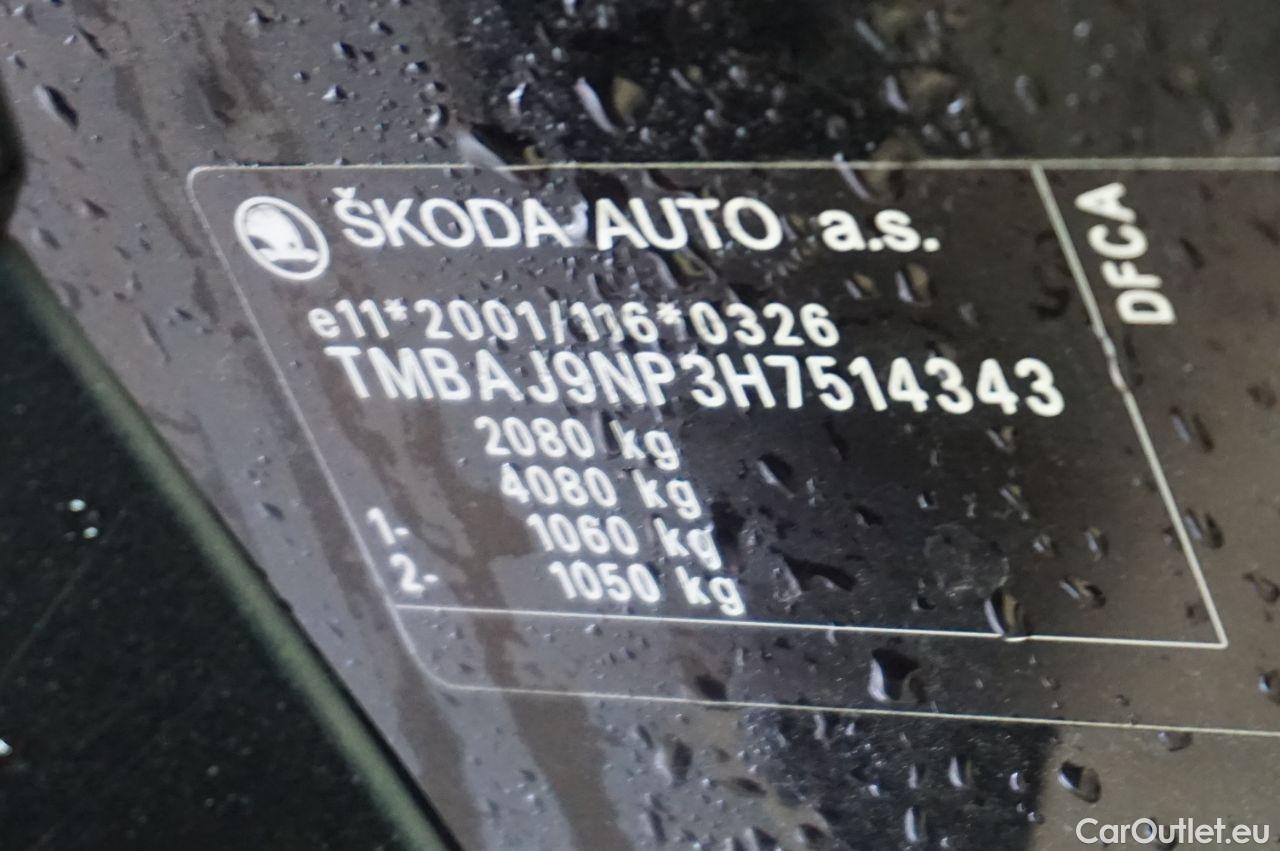 ŠKODA AUTO a.s.
DFCA
e11*2001/116*0326
TMBAJ9NP3H7514343
2080 kg
4080 kg
1- 1060 kg
2- 1050 kg
CarOutlet.eu